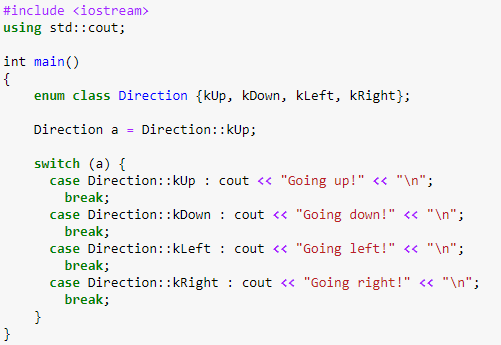 #include <iostream>
using std::cout;

int main()
{
    enum class Direction {kUp, kDown, kLeft, kRight};

    Direction a = Direction::kUp;

    switch (a) {
      case Direction::kUp : cout << "Going up!" << "\n";
        break;
      case Direction::kDown : cout << "Going down!" << "\n";
        break;
      case Direction::kLeft : cout << "Going left!" << "\n";
        break;
      case Direction::kRight : cout << "Going right!" << "\n";
        break;
    }
}